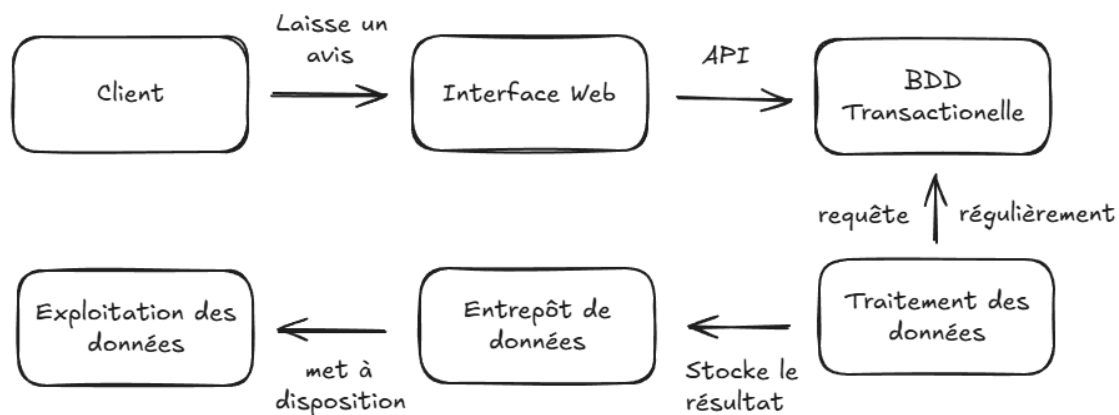 Laisse un
avis
Client
Interface Web
API
BDD
Transactionelle
requête
régulièrement
Traitement des
données
Stocke le
résultat
Entrepôt de
données
met à
disposition
Exploitation des
données